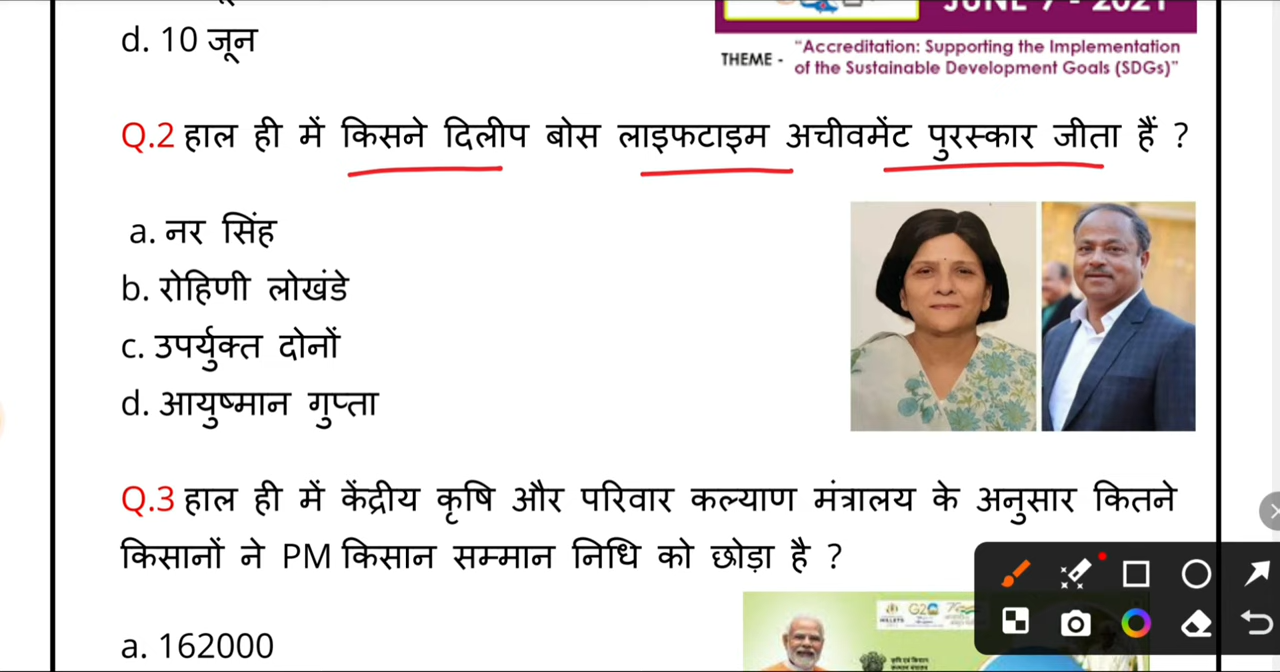 d. 10 जून
JUNE 7 - 2021
THEME - "Accreditation: Supporting the Implementation
of the Sustainable Development Goals (SDGs)"
Q.2 हाल ही में किसने दिलीप बोस लाइफटाइम अचीवमेंट पुरस्कार जीता हैं ?
a. नर सिंह
b. रोहिणी लोखंडे
c. उपर्युक्त दोनों
d. आयुष्मान गुप्ता
Q.3 हाल ही में केंद्रीय कृषि और परिवार कल्याण मंत्रालय के अनुसार कितने
किसानों ने PM किसान सम्मान निधि को छोड़ा है ?
G20
a. 162000